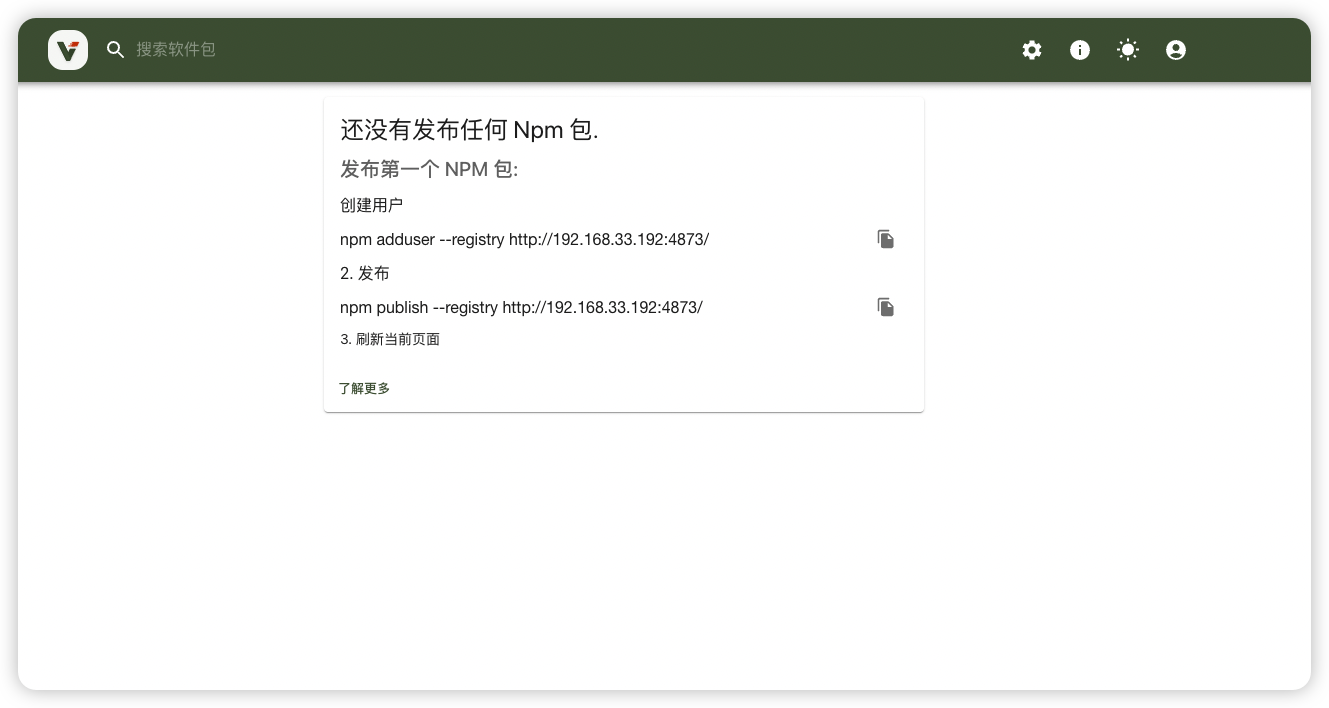 搜索软件包
还没有发布任何 Npm 包.
发布第一个 NPM 包:
创建用户
npm adduser --registry http://192.168.33.192:4873/
2. 发布
npm publish --registry http://192.168.33.192:4873/
3. 刷新当前页面
了解更多